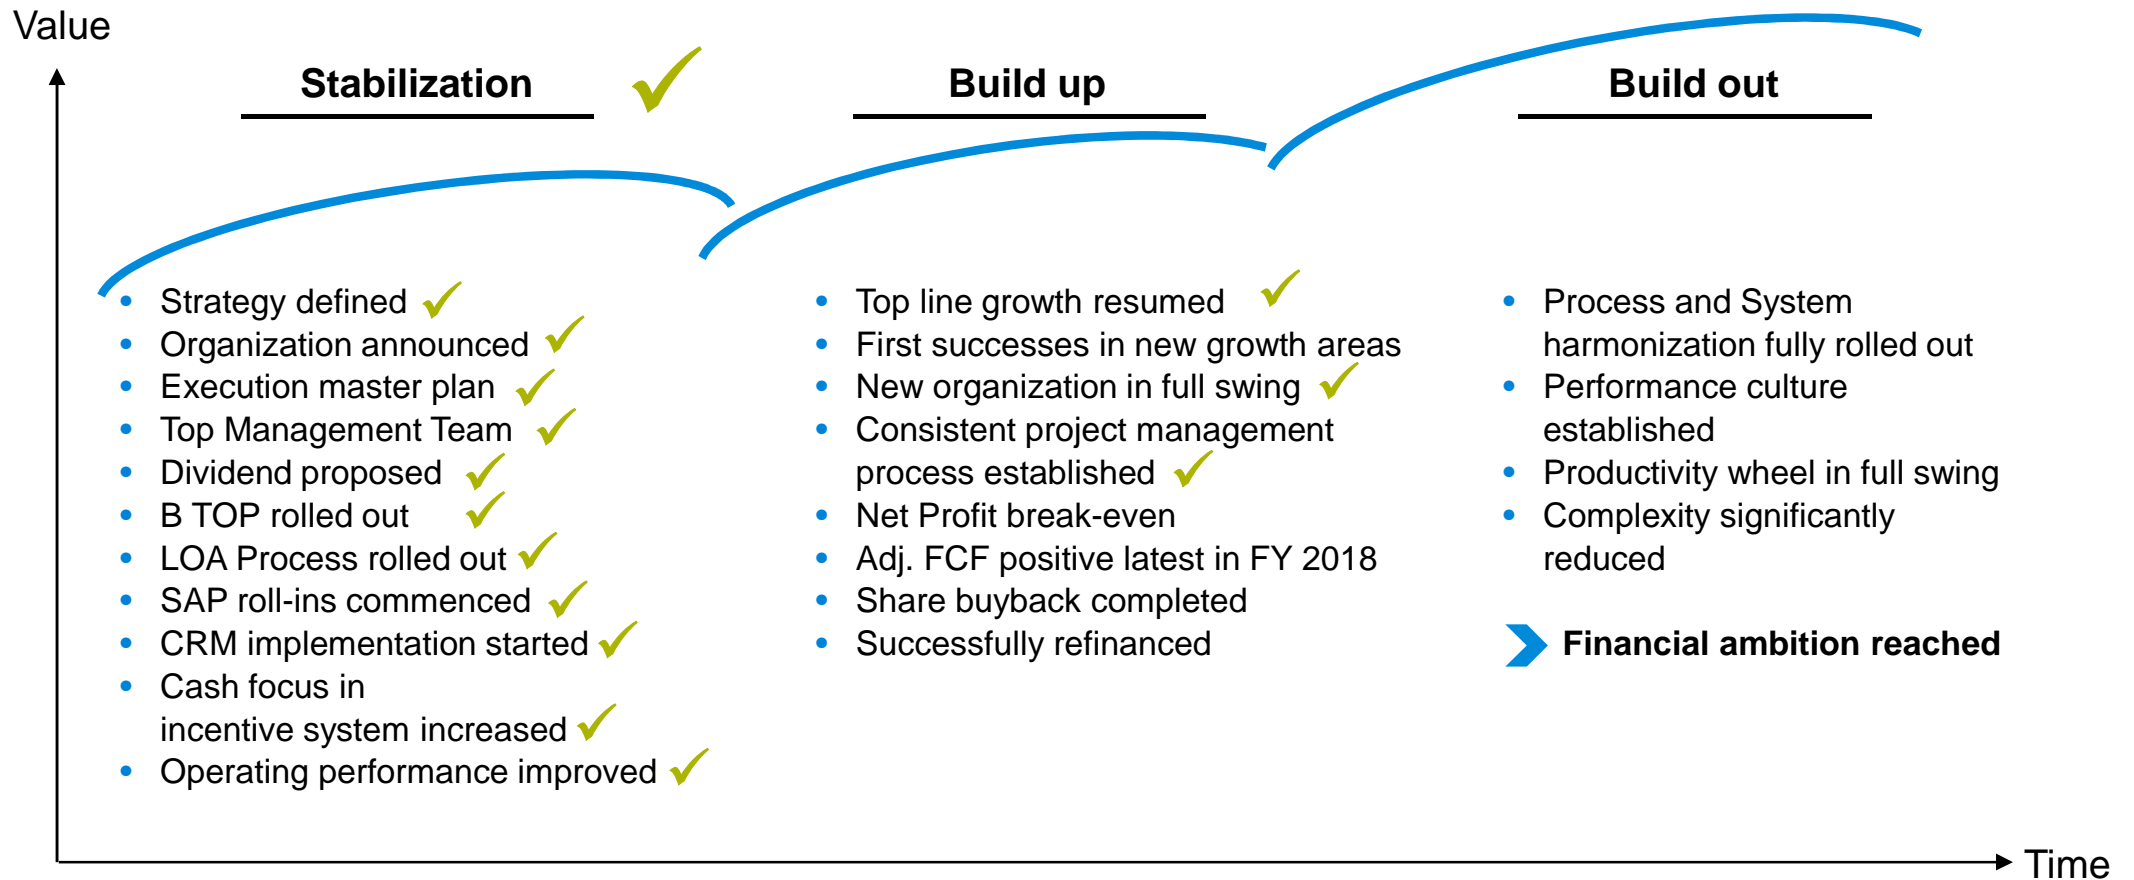 Value
Stabilization
Build up
Build out
Strategy defined
Organization announced
Execution master plan
Top Management Team
Dividend proposed
B TOP rolled out
LOA Process rolled out
SAP roll-ins commenced
CRM implementation started
Cash focus in
incentive system increased
Operating performance improved
Top line growth resumed
First successes in new growth areas
New organization in full swing
Consistent project management
process established
Net Profit break-even
Adj. FCF positive latest in FY 2018
Share buyback completed
Successfully refinanced
Process and System
harmonization fully rolled out
Performance culture
established
Productivity wheel in full swing
Complexity significantly
reduced
Financial ambition reached
Time